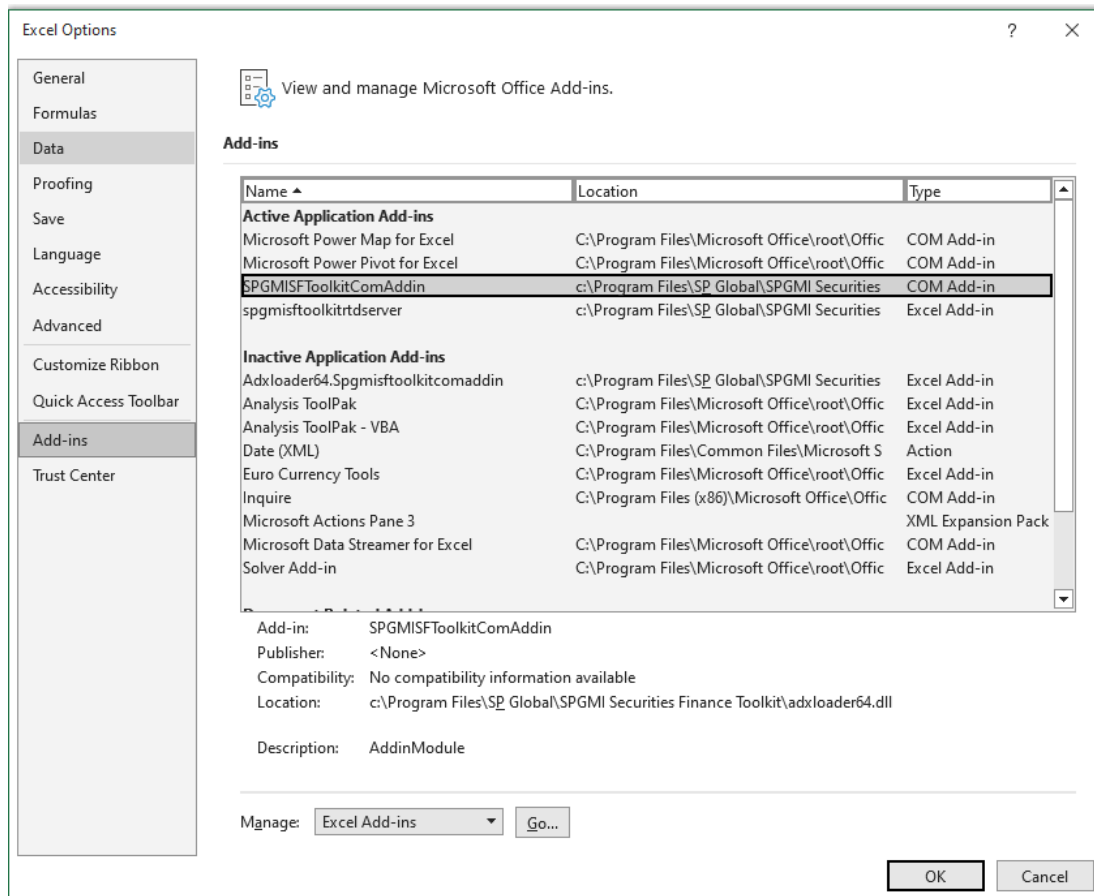 Excel Options ? ×
General
Formulas
Data
Proofing
Save
Language
Accessibility
Advanced
Customize Ribbon
Quick Access Toolbar
Add-ins
Trust Center
View and manage Microsoft Office Add-ins.
Add-ins
Name Location Type
Active Application Add-ins
Microsoft Power Map for Excel C:\Program Files\Microsoft Office\root\Offic COM Add-in
Microsoft Power Pivot for Excel C:\Program Files\Microsoft Office\root\Offic COM Add-in
SPGMISFToolkitComAddin c:\Program Files\SP Global\SPGMI Securities COM Add-in
spgmisftoolkitrtdserver c:\Program Files\SP Global\SPGMI Securities Excel Add-in
Inactive Application Add-ins
Adxloader64.Spgmisftoolkitcomaddin c:\Program Files\SP Global\SPGMI Securities Excel Add-in
Analysis ToolPak C:\Program Files\Microsoft Office\root\Offic Excel Add-in
Analysis ToolPak - VBA C:\Program Files\Microsoft Office\root\Offic Excel Add-in
Date (XML) C:\Program Files\Common Files\Microsoft S Action
Euro Currency Tools C:\Program Files\Microsoft Office\root\Offic Excel Add-in
Inquire C:\Program Files (x86)\Microsoft Office\Offic COM Add-in
Microsoft Actions Pane 3 XML Expansion Pack
Microsoft Data Streamer for Excel C:\Program Files\Microsoft Office\root\Offic COM Add-in
Solver Add-in C:\Program Files\Microsoft Office\root\Offic Excel Add-in
Add-in: SPGMISFToolkitComAddin
Publisher: <None>
Compatibility: No compatibility information available
Location: c:\Program Files\SP Global\SPGMI Securities Finance Toolkit\adxloader64.dll
Description: AddinModule
Manage: Excel Add-ins Go...
OK Cancel